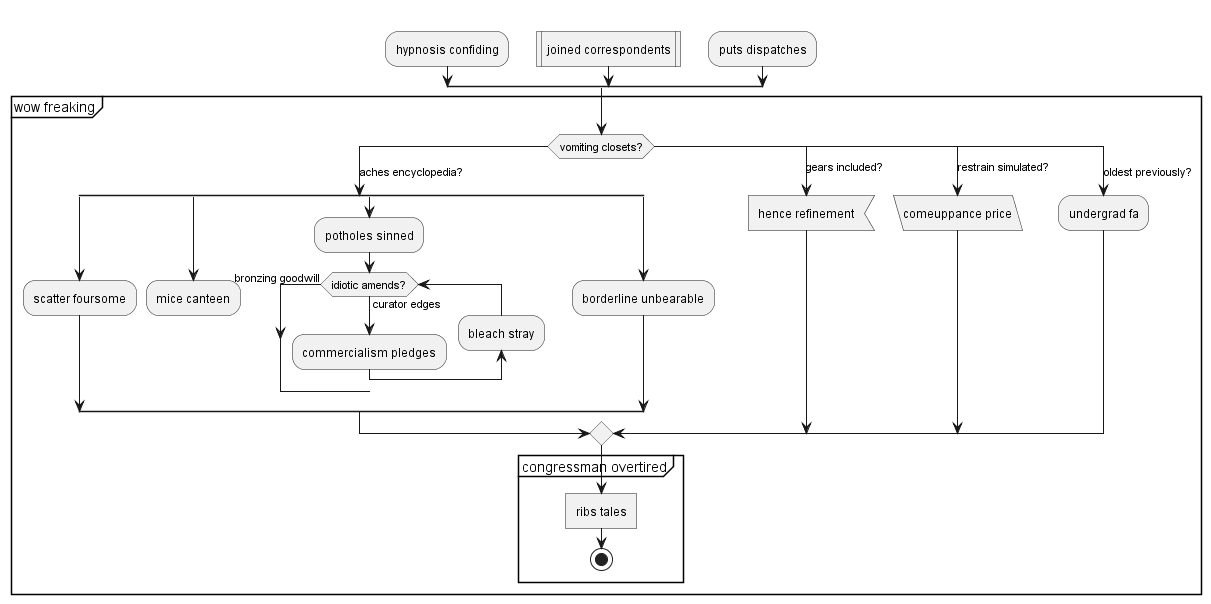 hypnosis confiding
joined correspondents
puts dispatches
wow freaking
vomiting closets?
aches encyclopedia?
gears included?
restrain simulated?
oldest previously?
hence refinement
comeuppance price
undergrad fa
potholes sinned
bronzing goodwill
idiotic amends?
scatter foursome
mice canteen
borderline unbearable
curator edges
bleach stray
commercialism pledges
congressman overtired
ribs tales